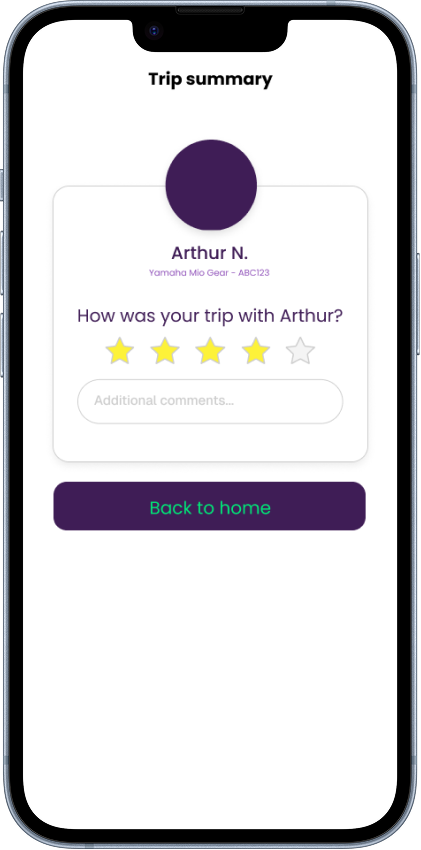 Trip summary
Arthur N.
Yamaha Mio Gear - ABC123
How was your trip with Arthur?
Additional comments...
Back to home